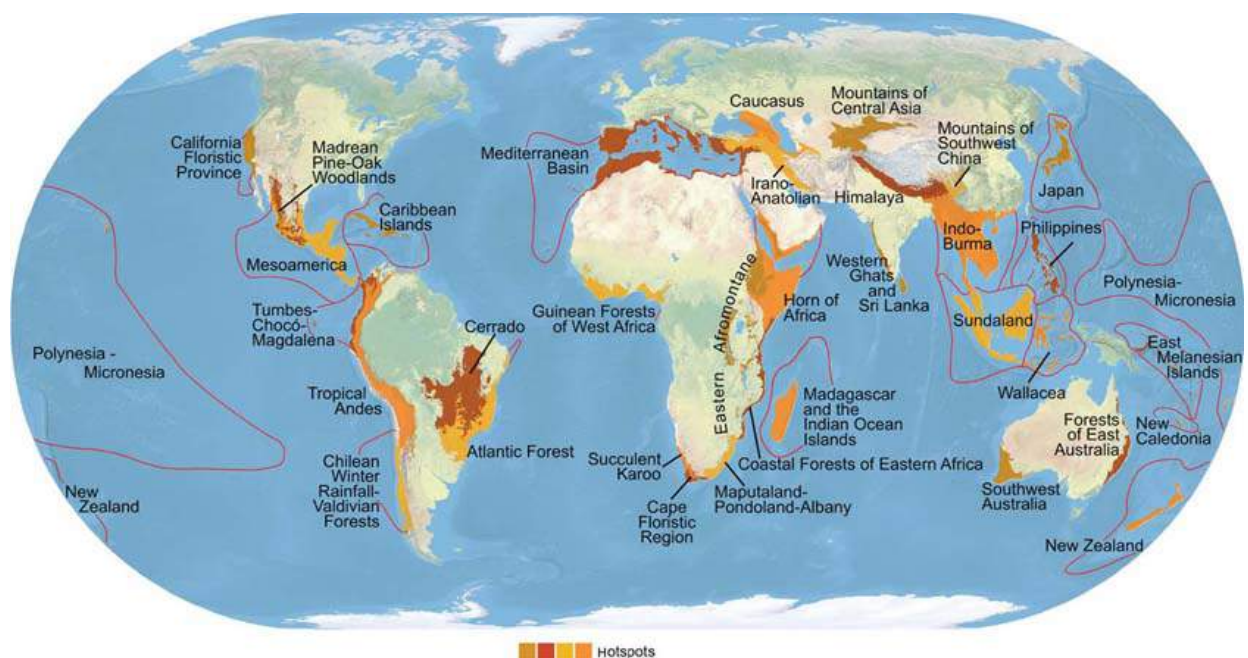 Caucasus
Mountains of
Central Asia
California
Floristic
Province
Madrean
Pine-Oak
Woodlands
Mediterranean
Basin
Mountains of
Southwest
China
Irano-
Anatolian
Himalaya
Japan
Caribbean
Islands
Indo-
Burma
Philippines
Mesoamerica
Western
Ghats
and
Sri Lanka
Polynesia-
Micronesia
Tumbes-
Chocó-
Magdalena
Cerrado
Guinean Forests
of West Africa
Eastern Afromontane
Horn of
Africa
Sundaland
East
Melanesian
Islands
Polynesia -
Micronesia
Tropical
Andes
Madagascar
and the
Indian Ocean
Islands
Wallacea
Forests
of East
Australia
New
Caledonia
Atlantic Forest
Chilean
Winter
Rainfall-
Valdivian
Forests
Succulent
Karoo
Coastal Forests of Eastern Africa
Cape
Floristic
Region
Maputaland-
Pondoland-Albany
Southwest
Australia
New
Zealand
New Zealand
Hotspots